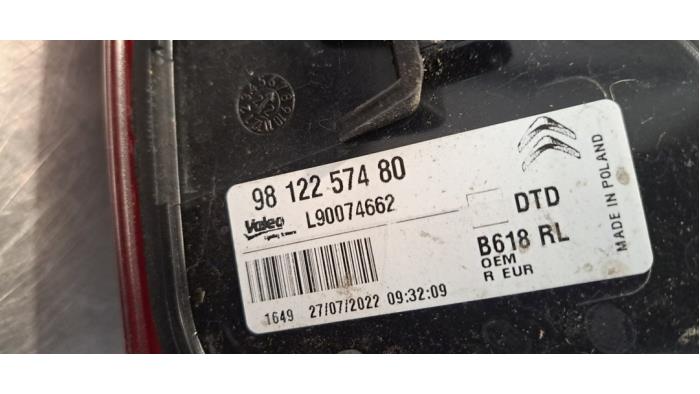 98 122 574 80
Valeo
L90074662
DTD
B618 RL
OEM
R EUR
1649 27/07/2022 09:32:09
MADE IN POLAND